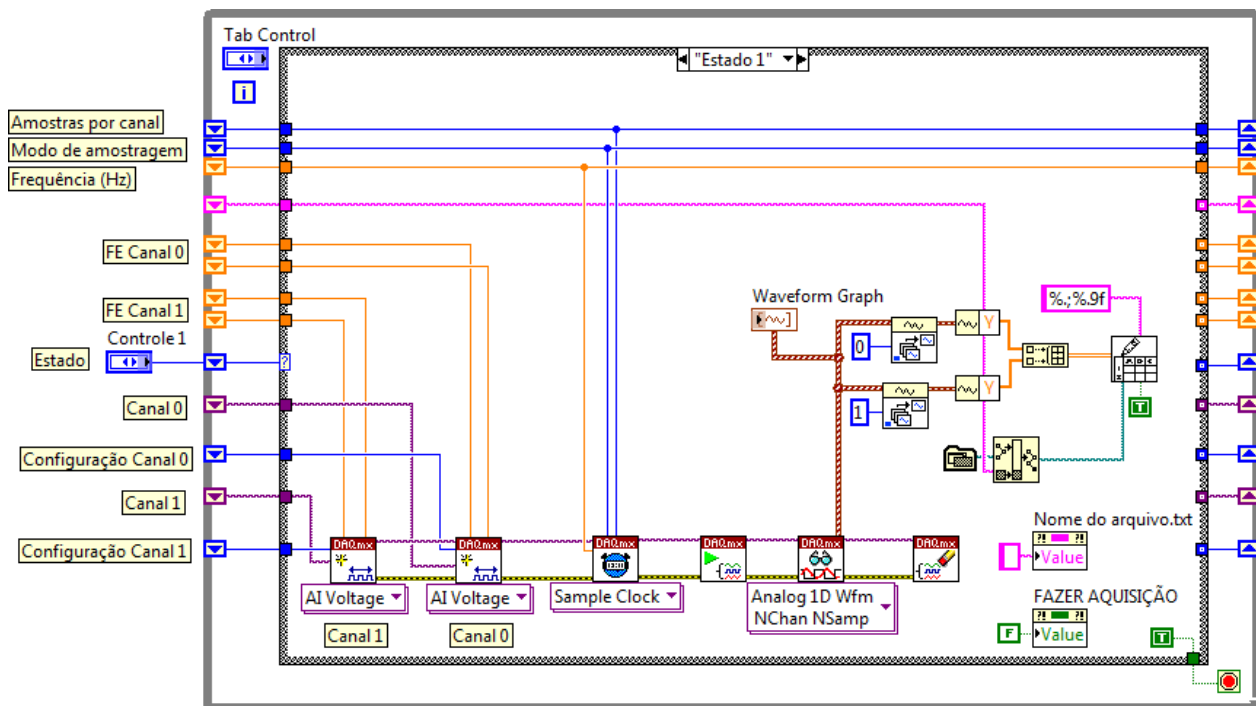 Tab Control
"Estado 1"
i
Amostras por canal
Modo de amostragem
Frequência (Hz)
FE Canal 0
FE Canal 1
Controle 1
Estado
?
Canal 0
Configuração Canal 0
Canal 1
Configuração Canal 1
Waveform Graph
%.;%.9f
0
Y
1
Y
T
DAQmx
DAQmx
DAQmx
DAQmx
DAQmx
DAQmx
AI Voltage
AI Voltage
Sample Clock
Analog 1D Wfm
NChan NSamp
Canal 1
Canal 0
Nome do arquivo.txt
Value
FAZER AQUISIÇÃO
F
Value
T